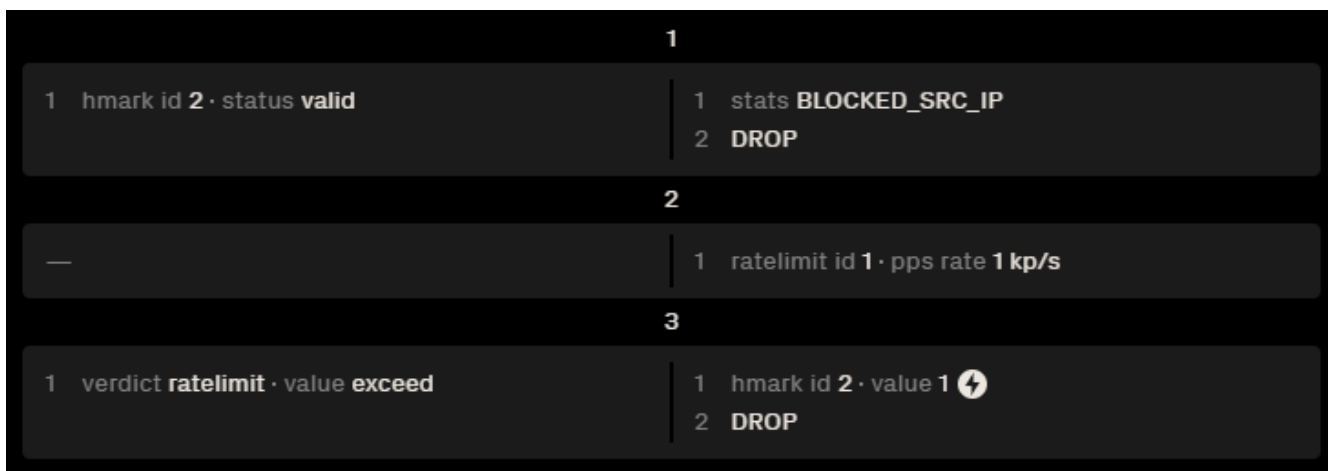 1
1 hmark id 2 · status valid
1 stats BLOCKED_SRC_IP
2 DROP
2
—
1 ratelimit id 1 · pps rate 1 kp/s
3
1 verdict ratelimit · value exceed
1 hmark id 2 · value 1
2 DROP